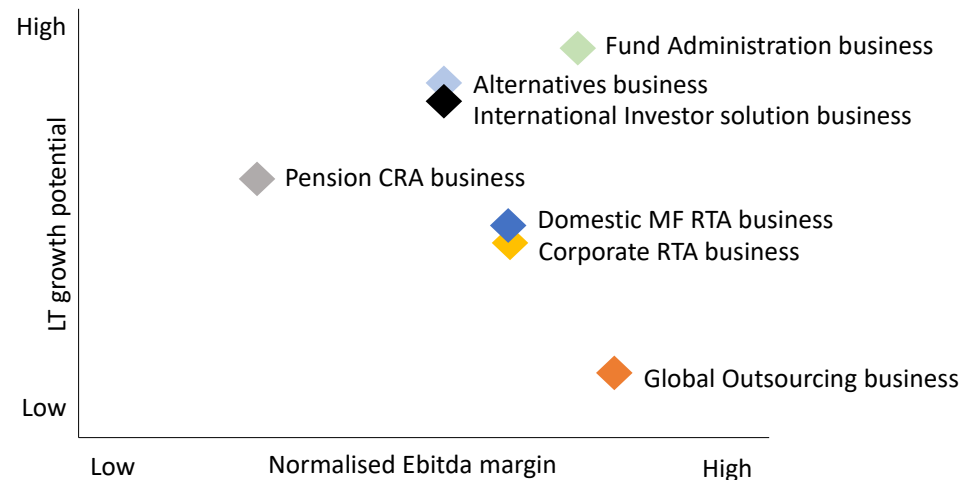 High
Fund Administration business
Alternatives business
International Investor solution business
LT growth potential
Pension CRA business
Domestic MF RTA business
Corporate RTA business
Global Outsourcing business
Low
Low
Normalised Ebitda margin
High